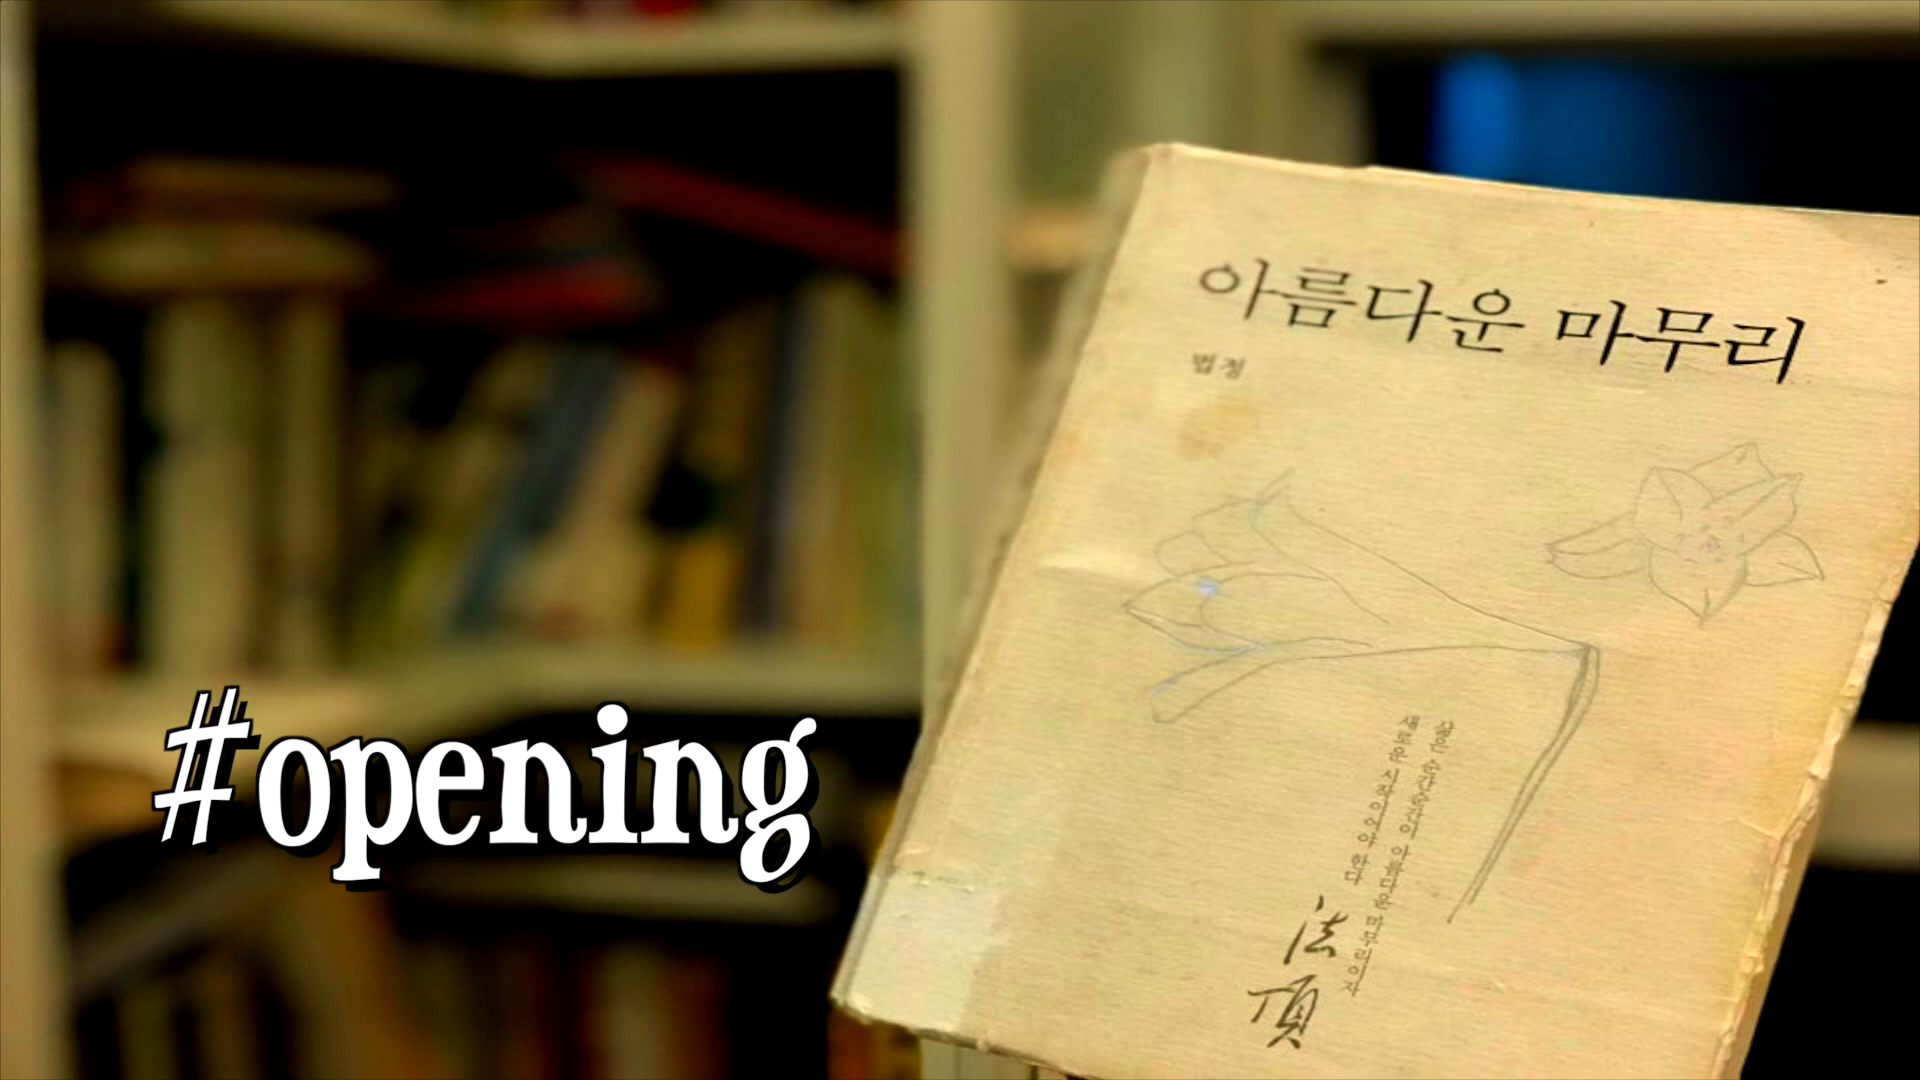 아름다운 마무리
법정
삶은 순간순간이 아름다운 마무리이자
새로운 시작이어야 한다
法頂
#opening